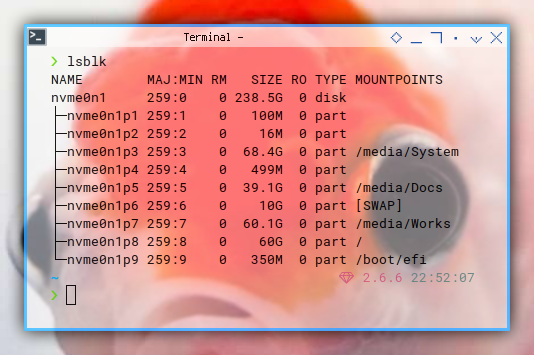 Terminal -
❯ lsblk
NAME        MAJ:MIN RM   SIZE RO TYPE MOUNTPOINTS
nvme0n1     259:0    0 238.5G  0 disk
├─nvme0n1p1 259:1    0   100M  0 part
├─nvme0n1p2 259:2    0    16M  0 part
├─nvme0n1p3 259:3    0  68.4G  0 part /media/System
├─nvme0n1p4 259:4    0   499M  0 part
├─nvme0n1p5 259:5    0  39.1G  0 part /media/Docs
├─nvme0n1p6 259:6    0    10G  0 part [SWAP]
├─nvme0n1p7 259:7    0  60.1G  0 part /media/Works
├─nvme0n1p8 259:8    0    60G  0 part /
└─nvme0n1p9 259:9    0   350M  0 part /boot/efi
~ 2.6.6 22:52:07
❯